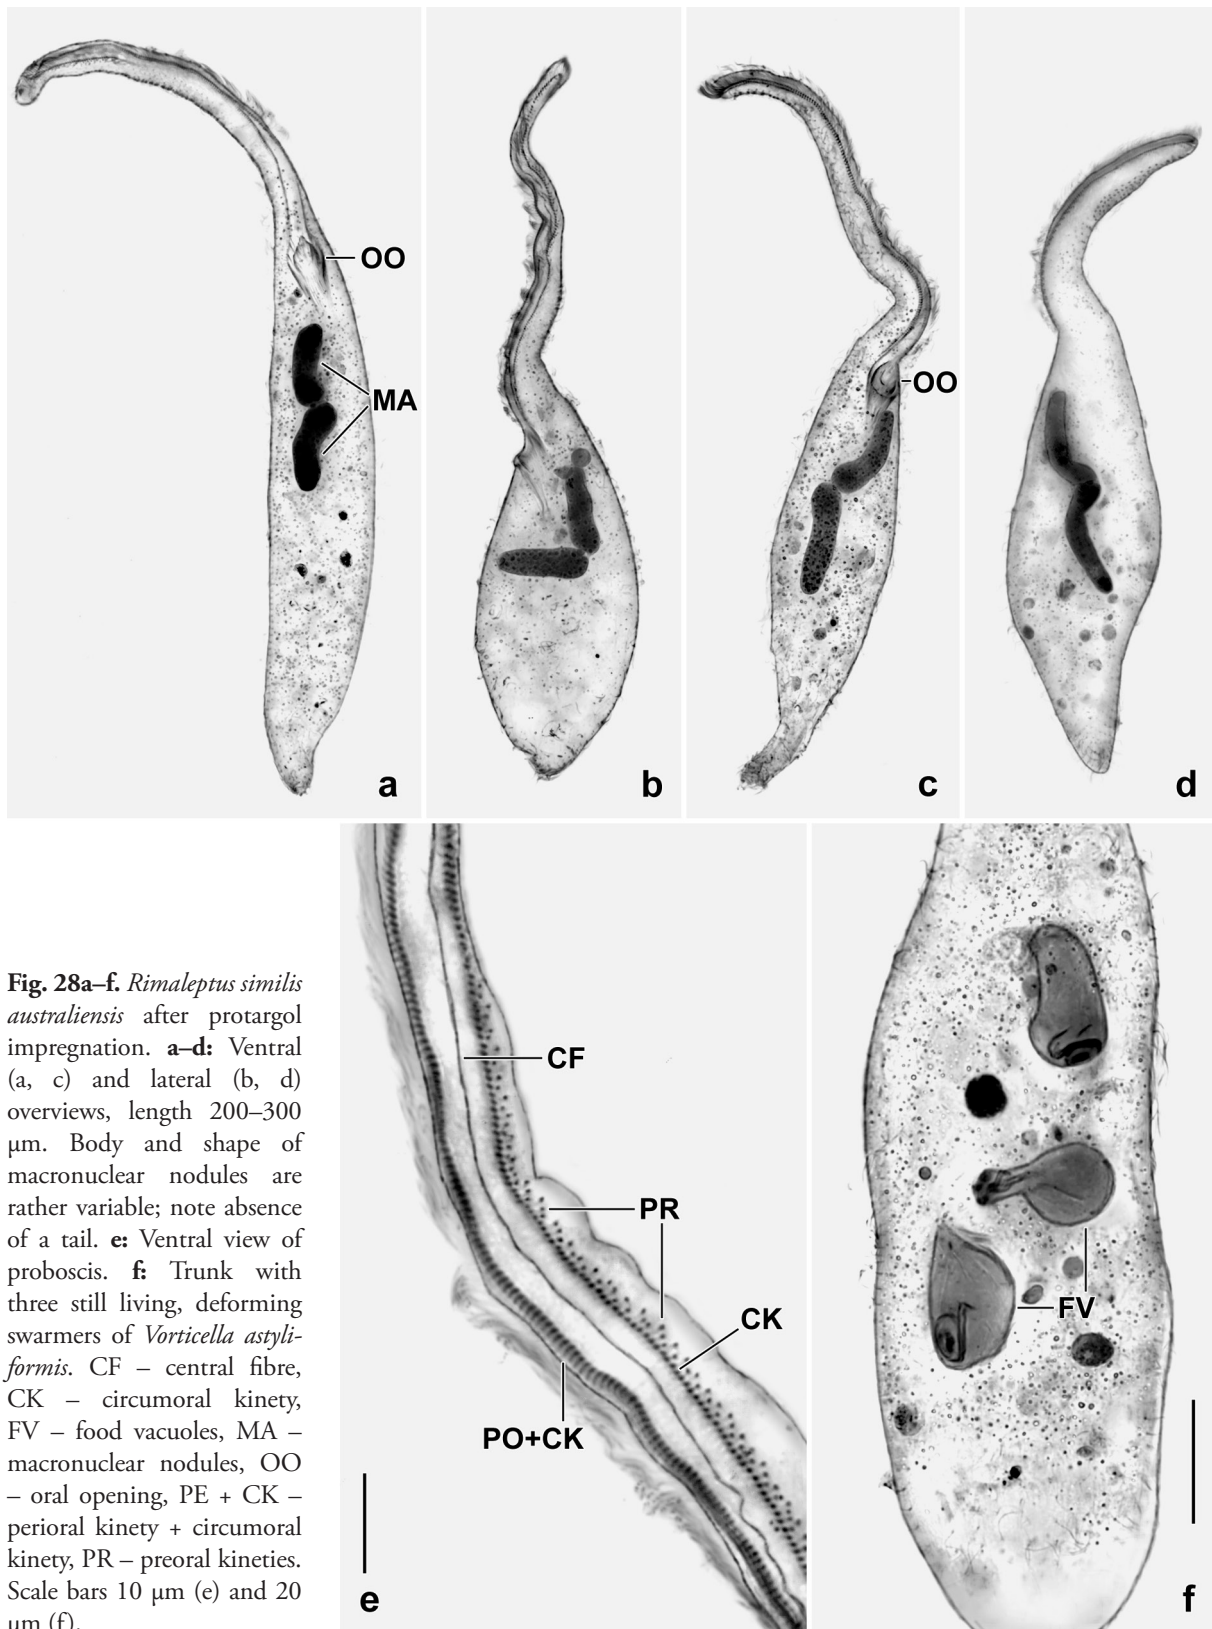 OO
MA
a
b
OO
c
d
CF
PR
CK
PO+CK
e
FV
f
Fig. 28a–f. Rimaleptus similis
australiensis after protargol
impregnation. a–d: Ventral
(a, c) and lateral (b, d)
overviews, length 200–300
µm. Body and shape of
macronuclear nodules are
rather variable; note absence
of a tail. e: Ventral view of
proboscis. f: Trunk with
three still living, deforming
swarmers of Vorticella astyli-
formis. CF – central fibre,
CK – circumoral kinety,
FV – food vacuoles, MA –
macronuclear nodules, OO
– oral opening, PE + CK –
perioral kinety + circumoral
kinety, PR – preoral kineties.
Scale bars 10 µm (e) and 20
µm (f).